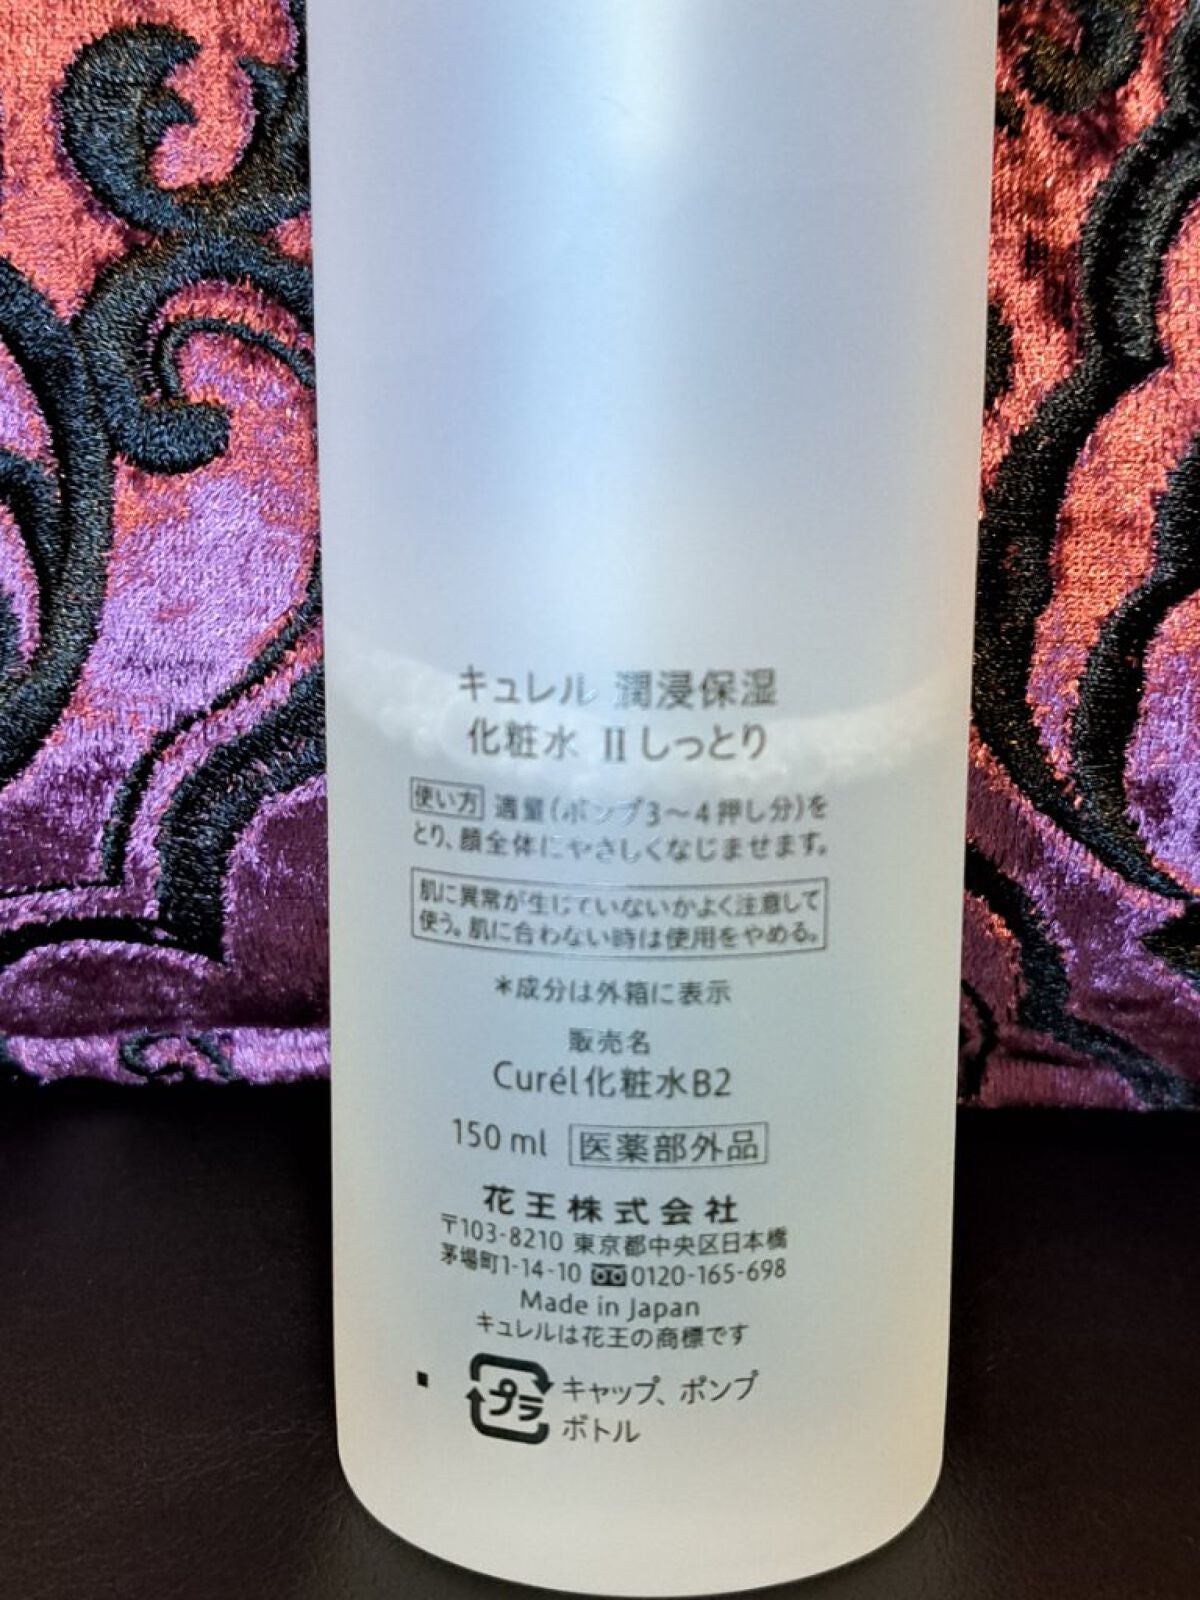 キュレル 潤浸保湿
化粧水 II しっとり
使い方 適量(ポンプ3〜4押し分)を
とり、顔全体にやさしくなじませます。
肌に異常が生じていないかよく注意して
使う。肌に合わない時は使用をやめる。
*成分は外箱に表示
販売名
Curél化粧水B2
150 ml 医薬部外品
花王株式会社
〒103-8210 東京都中央区日本橋
茅場町1-14-10 0120-165-698
Made in Japan
キュレルは花王の商標です
プラ キャップ、ポンプ
ボトル